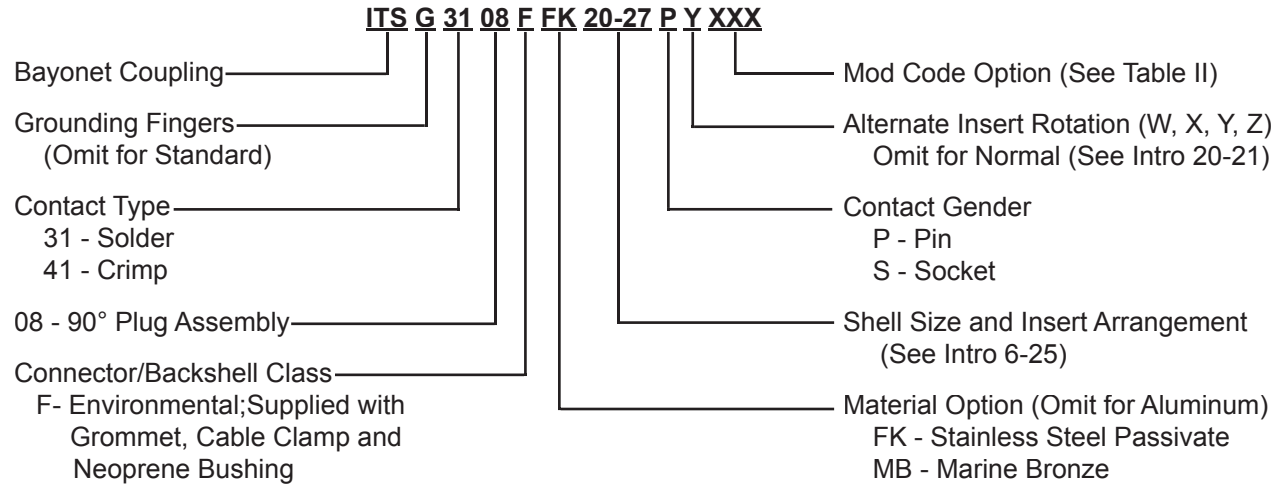 ITS G 31 08 F FK 20-27 P Y XXX
Bayonet Coupling
Grounding Fingers
(Omit for Standard)
Contact Type
31 - Solder
41 - Crimp
08 - 90° Plug Assembly
Connector/Backshell Class
F- Environmental;Supplied with
Grommet, Cable Clamp and
Neoprene Bushing
Mod Code Option (See Table II)
Alternate Insert Rotation (W, X, Y, Z)
Omit for Normal (See Intro 20-21)
Contact Gender
P - Pin
S - Socket
Shell Size and Insert Arrangement
(See Intro 6-25)
Material Option (Omit for Aluminum)
FK - Stainless Steel Passivate
MB - Marine Bronze